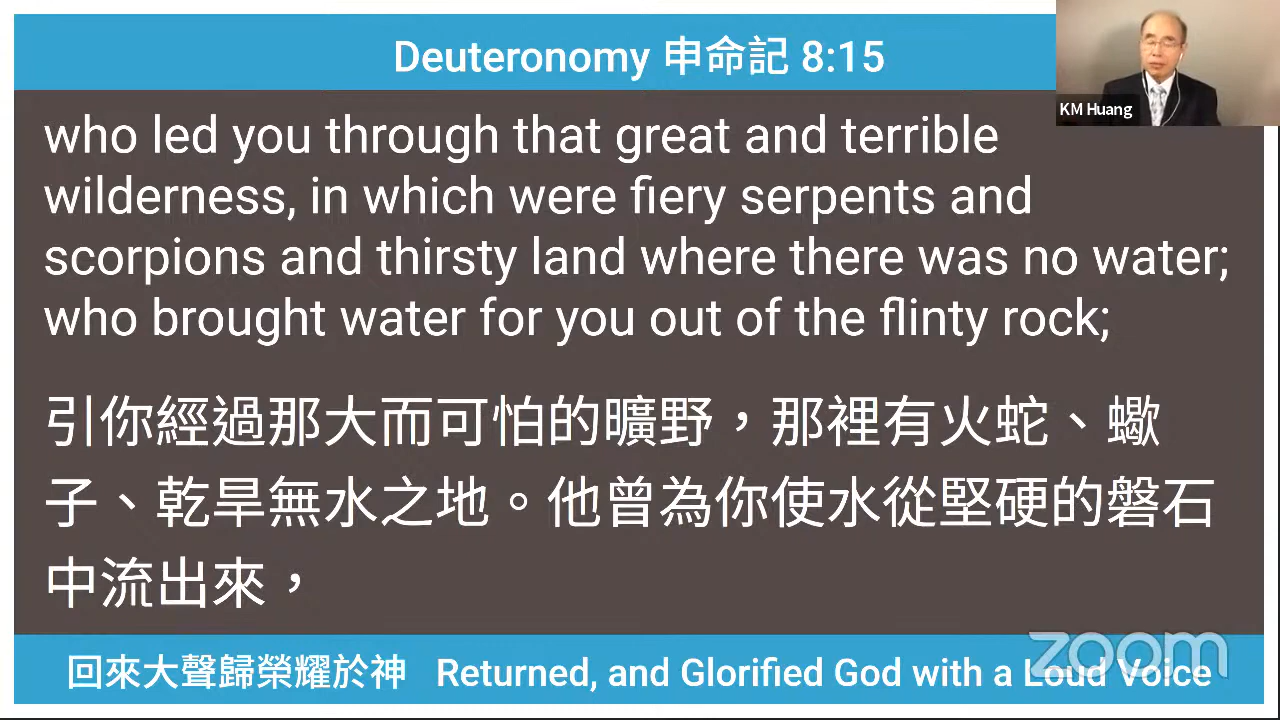 Deuteronomy 申命記 8:15
KM Huang
who led you through that great and terrible
wilderness, in which were fiery serpents and
scorpions and thirsty land where there was no water;
who brought water for you out of the flinty rock;
引你經過那大而可怕的曠野，那裡有火蛇、蠍
子、乾旱無水之地。他曾為你使水從堅硬的磐石
中流出來，
回來大聲歸榮耀於神 Returned, and Glorified God with a Loud Voice
zoom